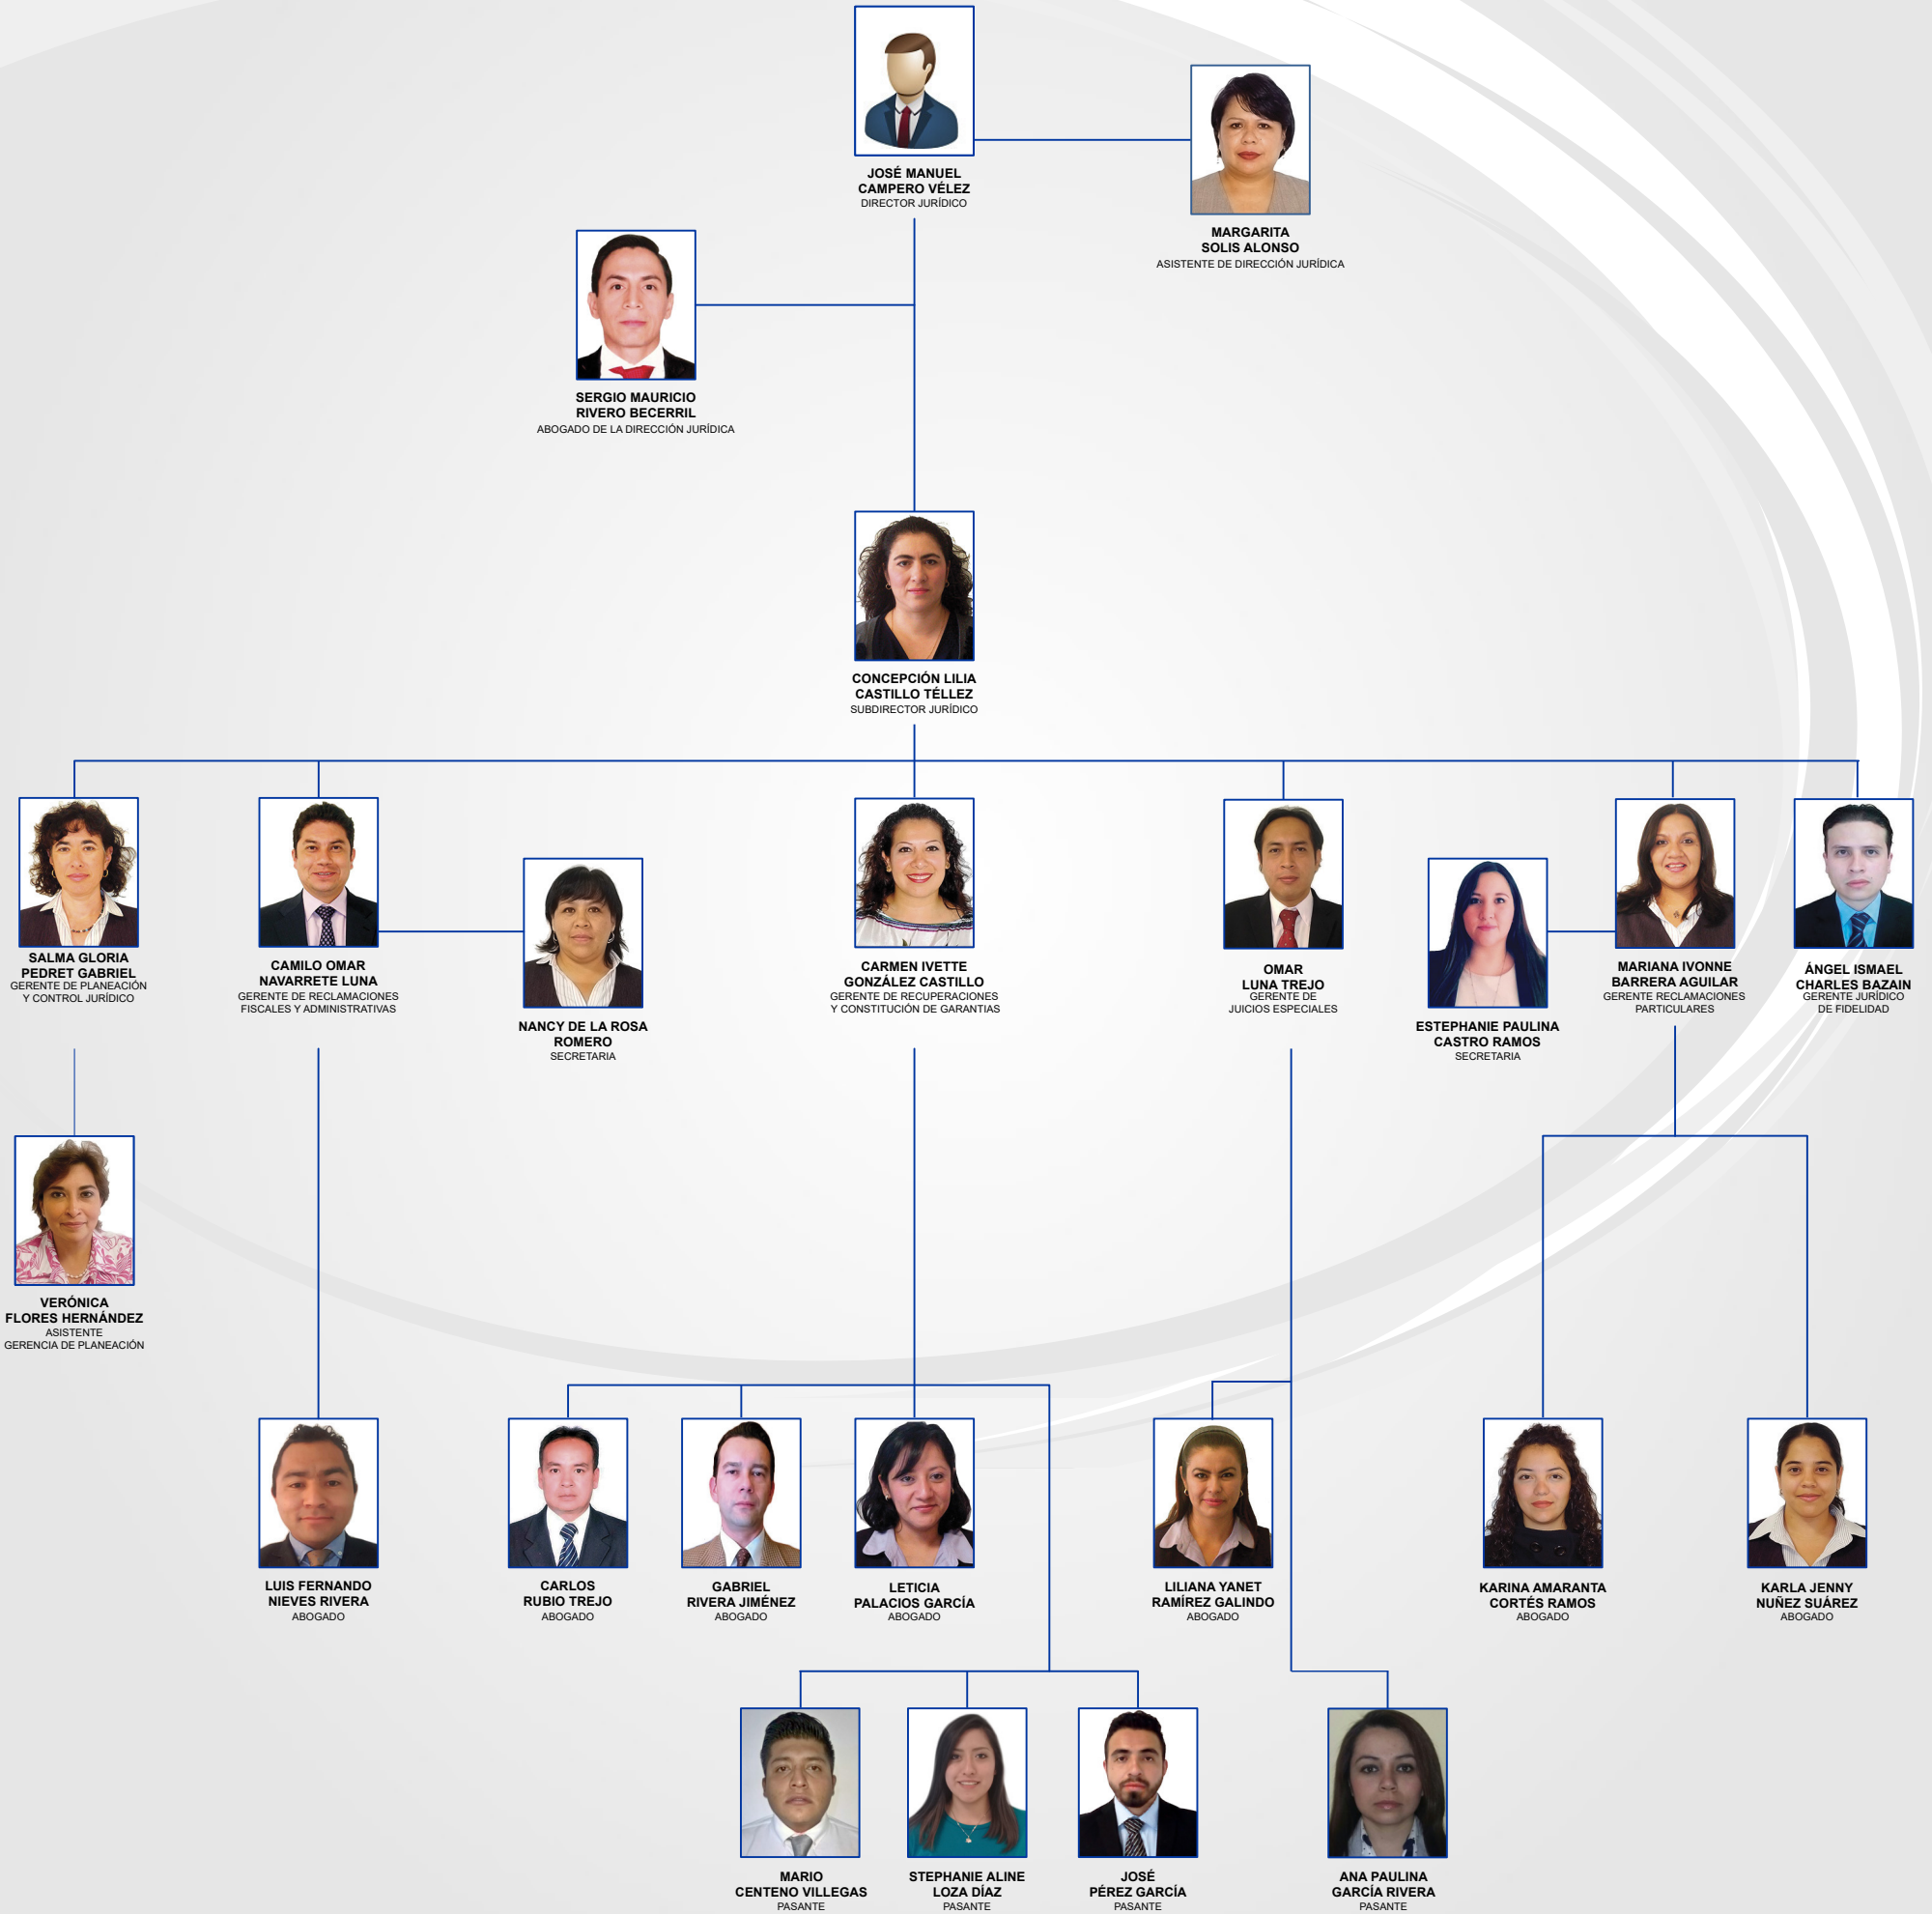 JOSÉ MANUEL
CAMPERO VÉLEZ
DIRECTOR JURÍDICO
MARGARITA
SOLIS ALONSO
ASISTENTE DE DIRECCIÓN JURÍDICA
SERGIO MAURICIO
RIVERO BECERRIL
ABOGADO DE LA DIRECCIÓN JURÍDICA
CONCEPCIÓN LILIA
CASTILLO TÉLLEZ
SUBDIRECTOR JURÍDICO
SALMA GLORIA
PEDRET GABRIEL
GERENTE DE PLANEACIÓN
Y CONTROL JURÍDICO
CAMILO OMAR
NAVARRETE LUNA
GERENTE DE RECLAMACIONES
FISCALES Y ADMINISTRATIVAS
NANCY DE LA ROSA
ROMERO
SECRETARIA
CARMEN IVETTE
GONZÁLEZ CASTILLO
GERENTE DE RECUPERACIONES
Y CONSTITUCIÓN DE GARANTIAS
OMAR
LUNA TREJO
GERENTE DE
JUICIOS ESPECIALES
ESTEPHANIE PAULINA
CASTRO RAMOS
SECRETARIA
MARIANA IVONNE
BARRERA AGUILAR
GERENTE RECLAMACIONES
PARTICULARES
ÁNGEL ISMAEL
CHARLES BAZAIN
GERENTE JURÍDICO
DE FIDELIDAD
VERÓNICA
FLORES HERNÁNDEZ
ASISTENTE
GERENCIA DE PLANEACIÓN
LUIS FERNANDO
NIEVES RIVERA
ABOGADO
CARLOS
RUBIO TREJO
ABOGADO
GABRIEL
RIVERA JIMÉNEZ
ABOGADO
LETICIA
PALACIOS GARCÍA
ABOGADO
LILIANA YANET
RAMÍREZ GALINDO
ABOGADO
KARINA AMARANTA
CORTÉS RAMOS
ABOGADO
KARLA JENNY
NUÑEZ SUÁREZ
ABOGADO
MARIO
CENTENO VILLEGAS
PASANTE
STEPHANIE ALINE
LOZA DÍAZ
PASANTE
JOSÉ
PÉREZ GARCÍA
PASANTE
ANA PAULINA
GARCÍA RIVERA
PASANTE